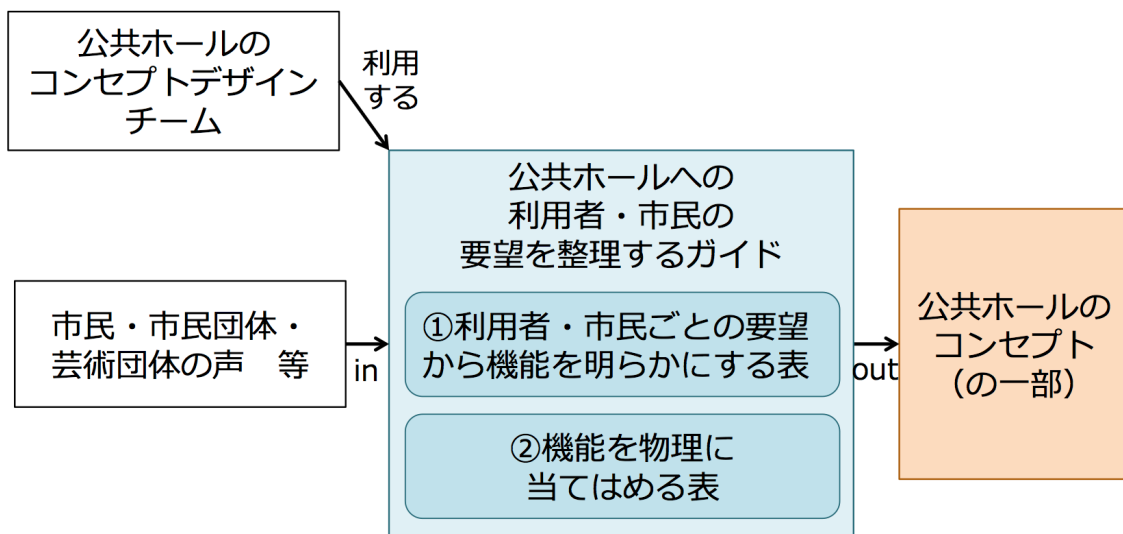 公共ホールの
コンセプトデザイン
チーム
利用
する
公共ホールへの
利用者・市民の
要望を整理するガイド
市民・市民団体・
芸術団体の声　等
in
①利用者・市民ごとの要望
から機能を明らかにする表
②機能を物理に
当てはめる表
out
公共ホールの
コンセプト
（の一部）